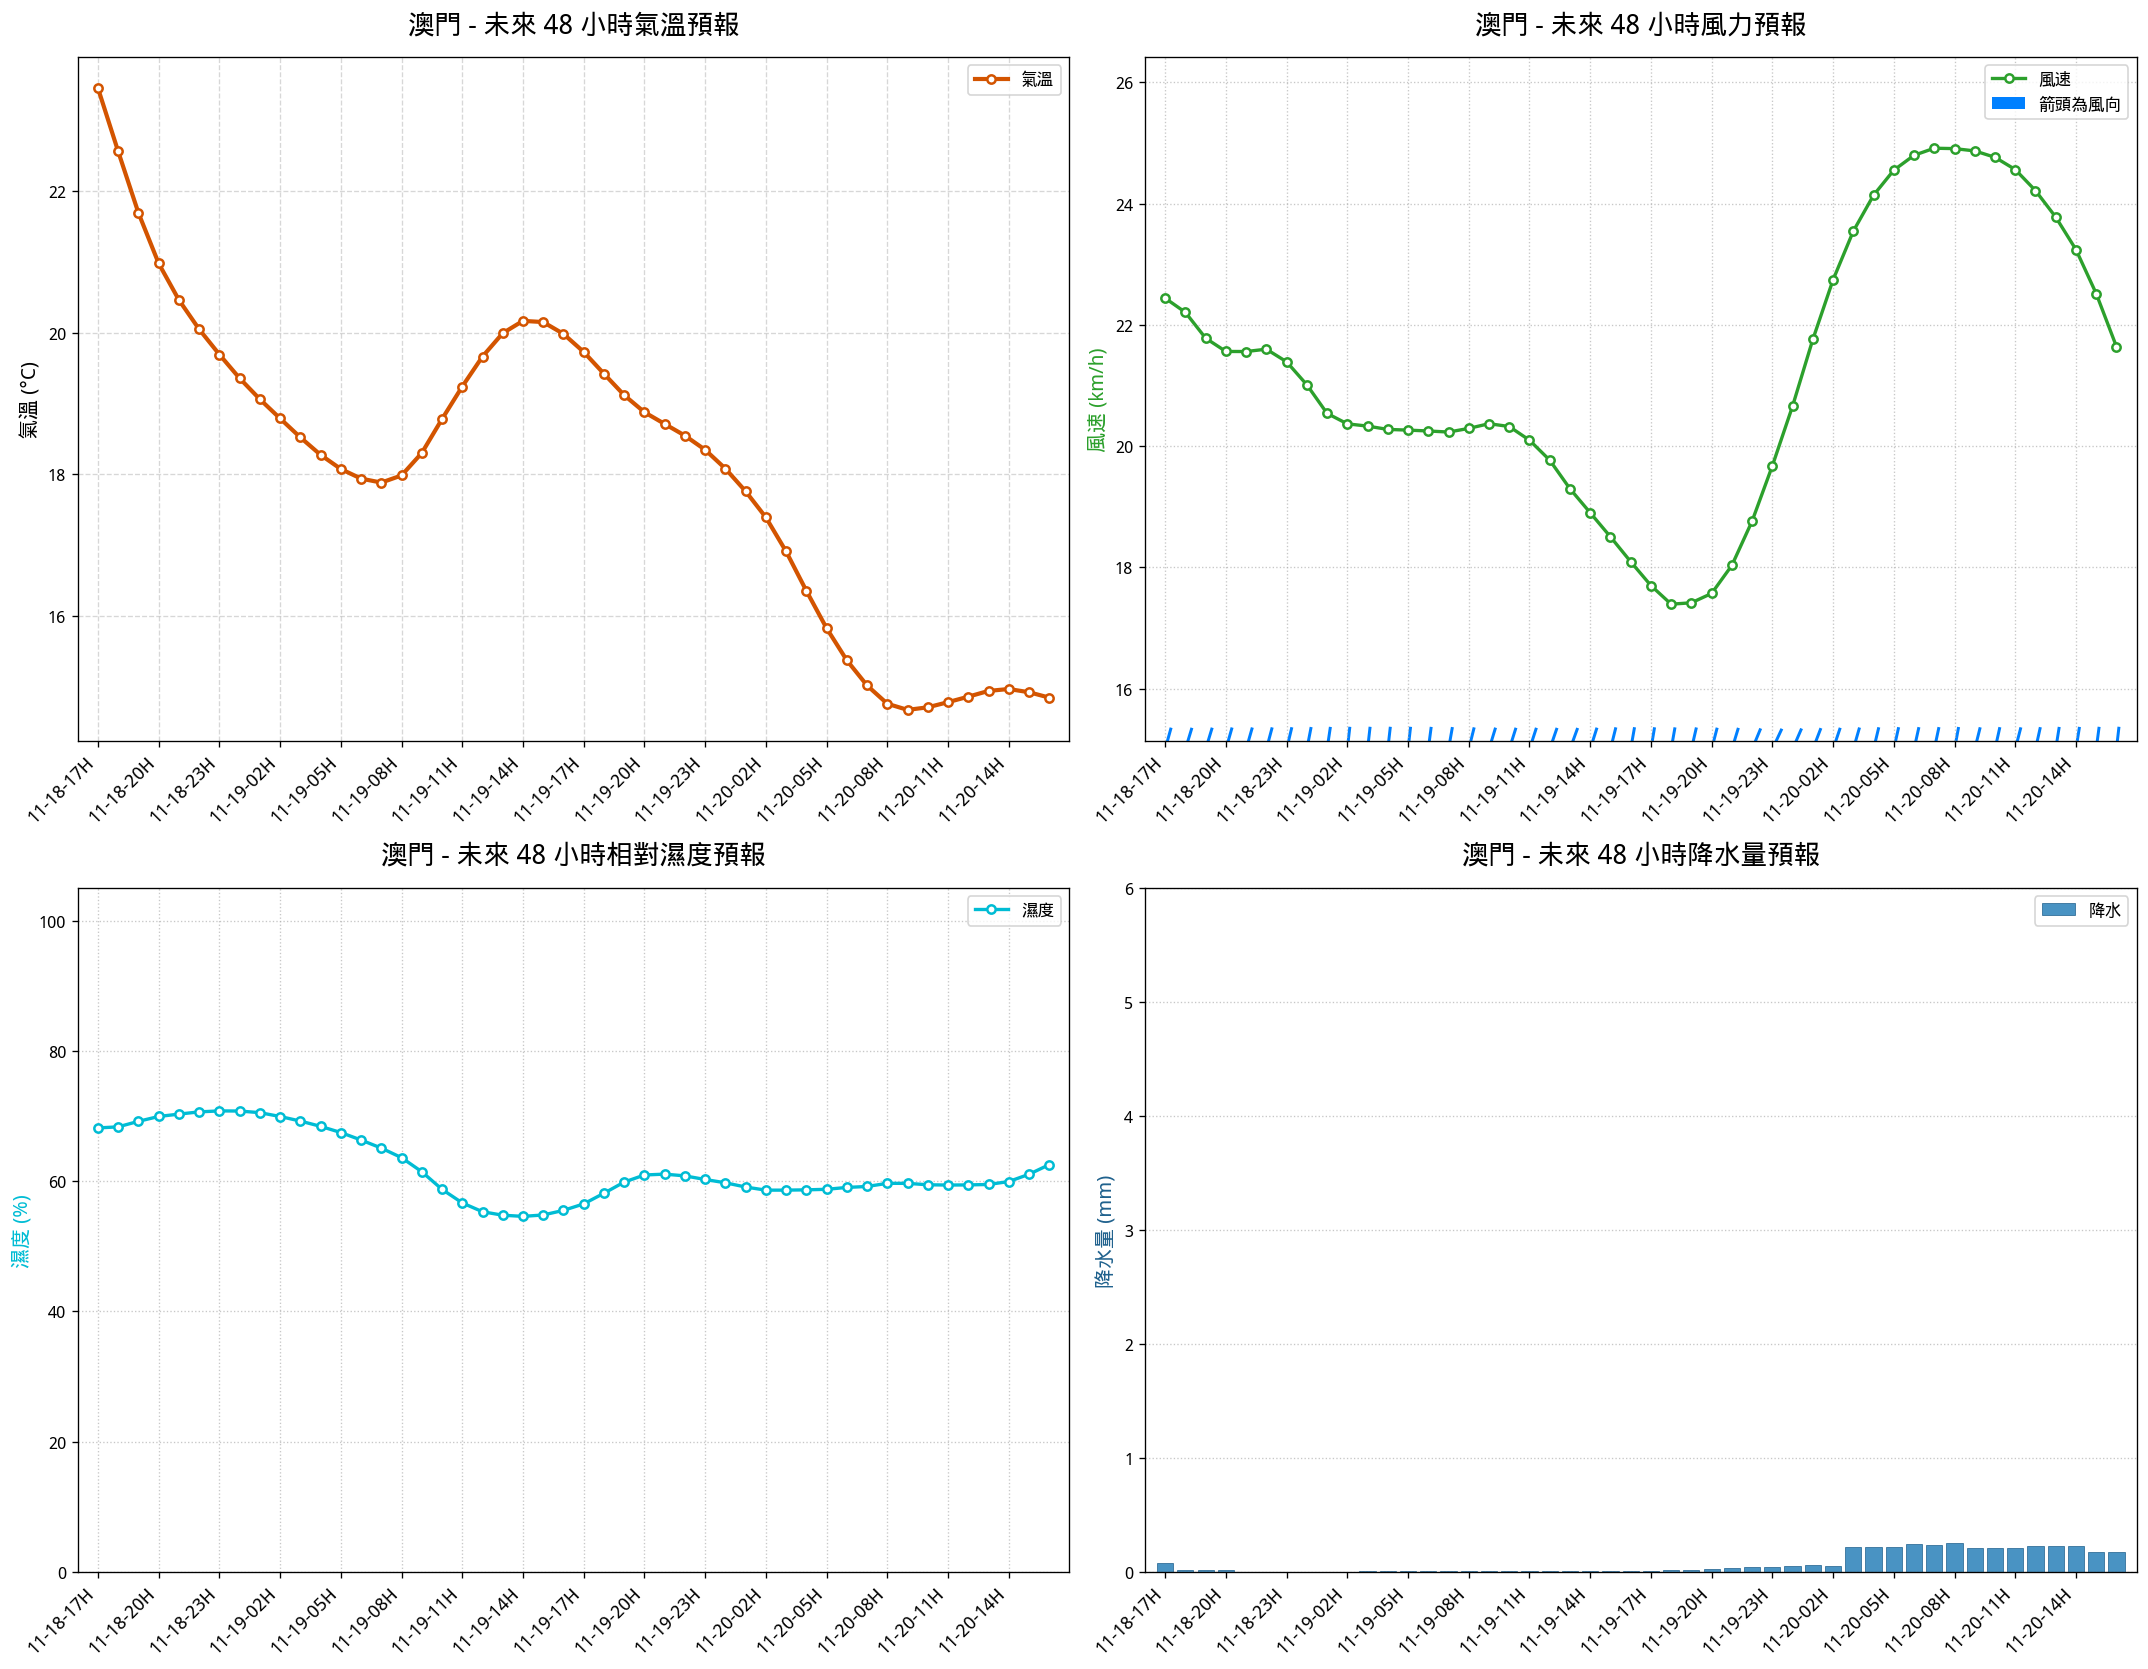 澳門 - 未來 48 小時氣溫預報
氣溫
氣溫 (°C)
22
20
18
16
11-18-17H
11-18-20H
11-18-23H
11-19-02H
11-19-05H
11-19-08H
11-19-11H
11-19-14H
11-19-17H
11-19-20H
11-19-23H
11-20-02H
11-20-05H
11-20-08H
11-20-11H
11-20-14H
澳門 - 未來 48 小時風力預報
風速
箭頭為風向
風速 (km/h)
26
24
22
20
18
16
11-18-17H
11-18-20H
11-18-23H
11-19-02H
11-19-05H
11-19-08H
11-19-11H
11-19-14H
11-19-17H
11-19-20H
11-19-23H
11-20-02H
11-20-05H
11-20-08H
11-20-11H
11-20-14H
澳門 - 未來 48 小時相對濕度預報
濕度
濕度 (%)
100
80
60
40
20
0
11-18-17H
11-18-20H
11-18-23H
11-19-02H
11-19-05H
11-19-08H
11-19-11H
11-19-14H
11-19-17H
11-19-20H
11-19-23H
11-20-02H
11-20-05H
11-20-08H
11-20-11H
11-20-14H
澳門 - 未來 48 小時降水量預報
降水
降水量 (mm)
6
5
4
3
2
1
0
11-18-17H
11-18-20H
11-18-23H
11-19-02H
11-19-05H
11-19-08H
11-19-11H
11-19-14H
11-19-17H
11-19-20H
11-19-23H
11-20-02H
11-20-05H
11-20-08H
11-20-11H
11-20-14H